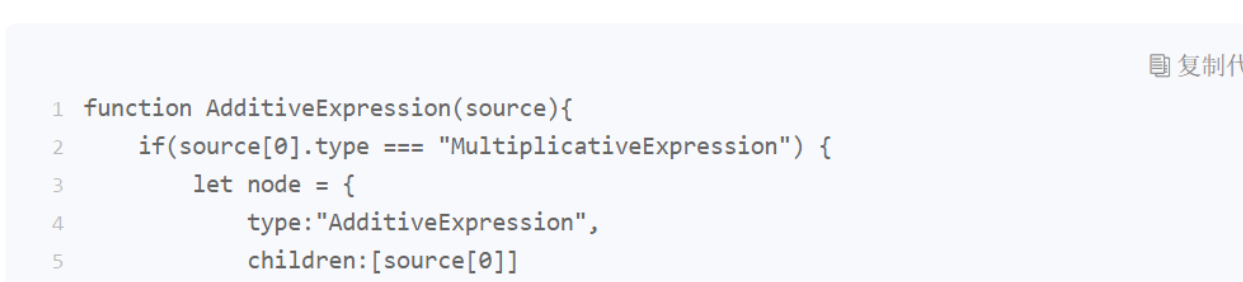 复制代
1 function AdditiveExpression(source){
2     if(source[0].type === "MultiplicativeExpression") {
3         let node = {
4             type:"AdditiveExpression",
5             children:[source[0]]